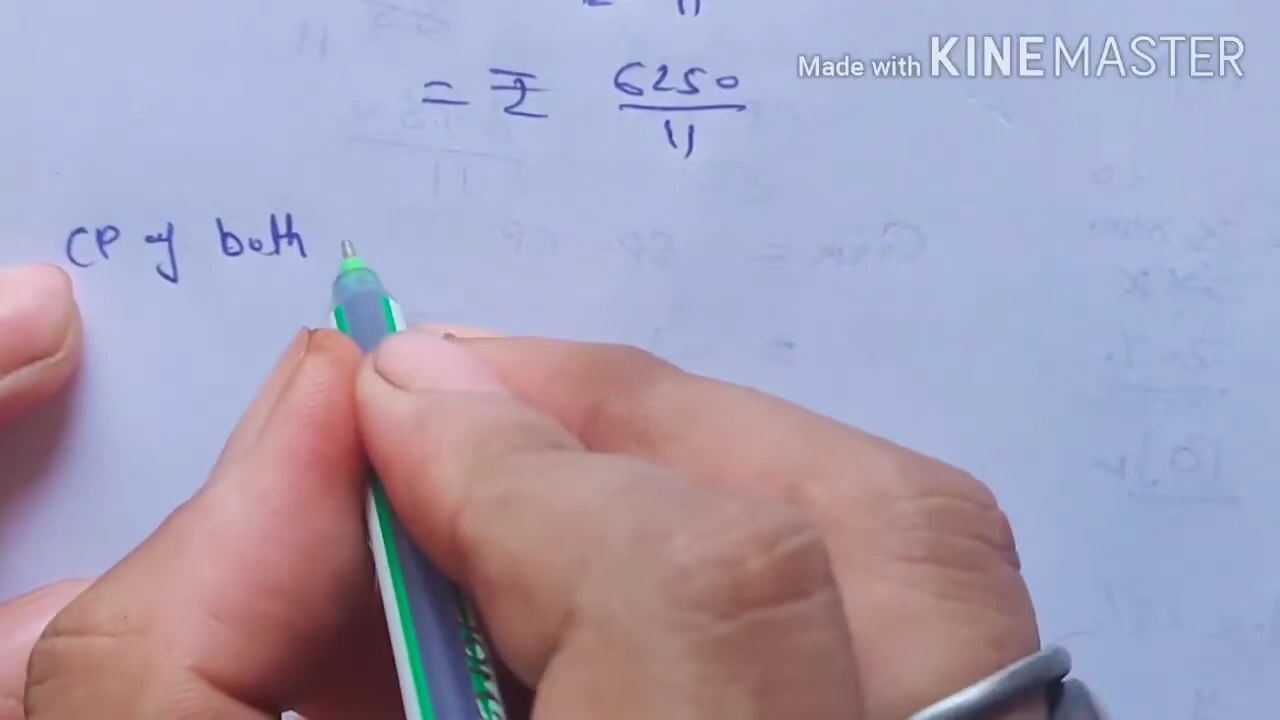 Made with KINEMASTER
= ₹ 6250
11
CP of both